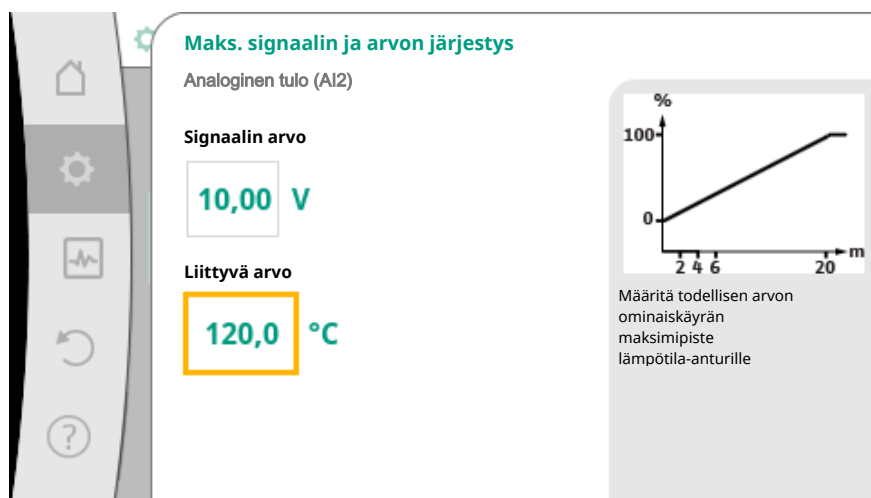 Maks. signaalin ja arvon järjestys
Analoginen tulo (AI2)
Signaalin arvo
10,00 V
Liittyvä arvo
120,0 °C
%
100
0
2 4 6 20
m
Määritä todellisen arvon
ominaiskäyrän
maksimipiste
lämpötila-anturille
?